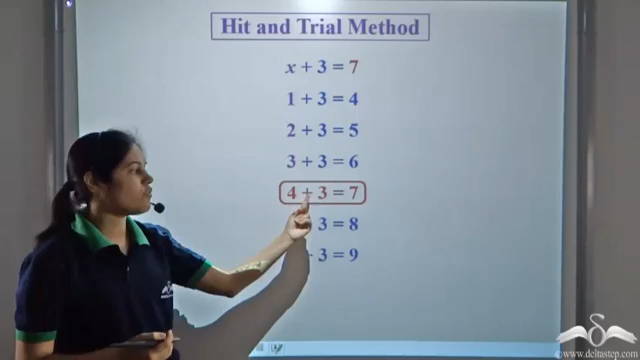 Hit and Trial Method
x + 3 = 7
1 + 3 = 4
2 + 3 = 5
3 + 3 = 6
4 + 3 = 7
3 = 8
+ 3 = 9
©www.deltastep.com